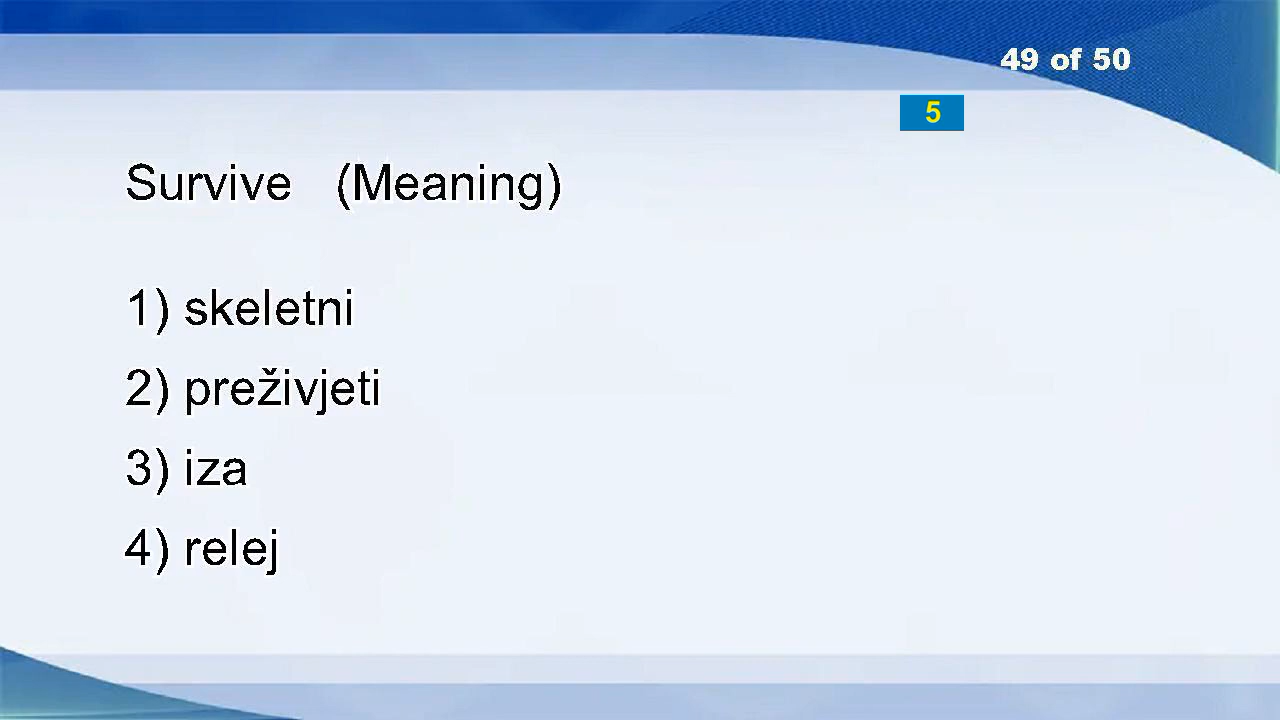 49 of 50
5
Survive (Meaning)
1) skeletni
2) preživjeti
3) iza
4) relej